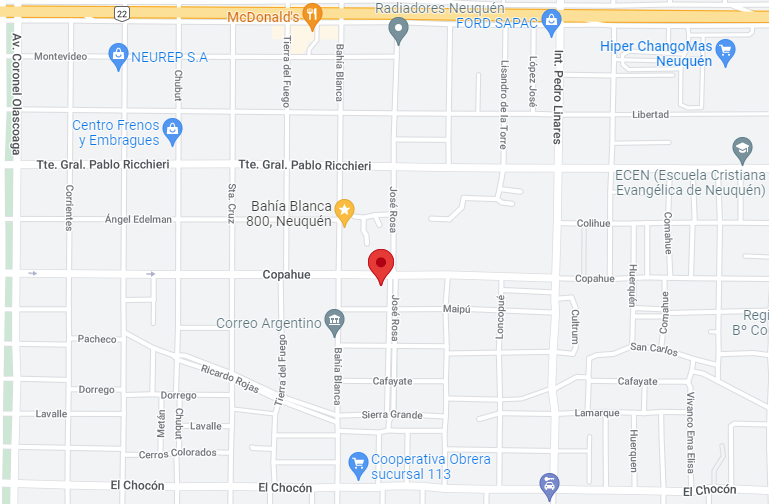 22
McDonald's
Radiadores Neuquén
FORD SAPAC
Hiper ChangoMas
Neuquén
Av. Coronel Olascoaga
Montevideo
NEUREP S.A
Chubut
Tierra del Fuego
Bahía Blanca
Lisandro de la Torre
López José
Int. Pedro Linares
Libertad
Centro Frenos
y Embragues
Tte. Gral. Pablo Ricchieri
Tte. Gral. Pablo Ricchieri
ECEN (Escuela Cristiana
Evangélica de Neuquén)
Corrientes
Sta. Cruz
José Rosa
Bahía Blanca
800, Neuquén
Ángel Edelman
Colihue
Comahue
Copahue
Copahue
Huerquén
Comahue
José Rosa
Maipú
Loncopue
Cultrum
Correo Argentino
Regi
Bº Co
Pacheco
Tierra del Fuego
Bahía Blanca
San Carlos
Ricardo Rojas
Cafayate
Cafayate
Dorrego
Dorrego
Vivanco Ema Elisa
Lavalle
Metán
Chubut
Lavalle
Sierra Grande
Lamarque
Huerquen
Cerros Colorados
Cooperativa Obrera
sucursal 113
El Chocón
El Chocón
El Chocón